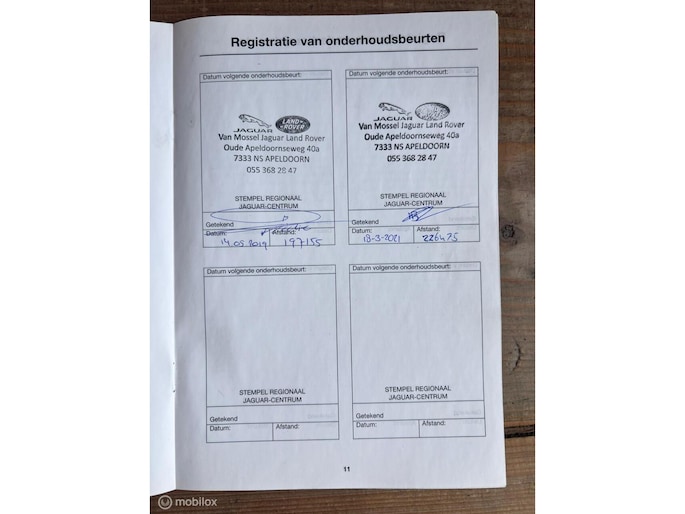 Registratie van onderhoudsbeurten
Datum volgende onderhoudsbeurt:
JAGUAR LAND ROVER
Van Mossel Jaguar Land Rover
Oude Apeldoornseweg 40a
7333 NS APELDOORN
055 368 28 47
STEMPEL REGIONAAL
JAGUAR-CENTRUM
Getekend
Datum: Afstand:
14.05.2019 197155
Datum volgende onderhoudsbeurt:
JAGUAR
Van Mossel Jaguar Land Rover
Oude Apeldoornseweg 40a
7333 NS APELDOORN
055 368 28 47
STEMPEL REGIONAAL
JAGUAR-CENTRUM
Getekend
Datum: Afstand:
18-3-2021 226475
Datum volgende onderhoudsbeurt:
STEMPEL REGIONAAL
JAGUAR-CENTRUM
Getekend
Datum: Afstand:
Datum volgende onderhoudsbeurt:
STEMPEL REGIONAAL
JAGUAR-CENTRUM
Getekend
Datum: Afstand:
11
mobilox